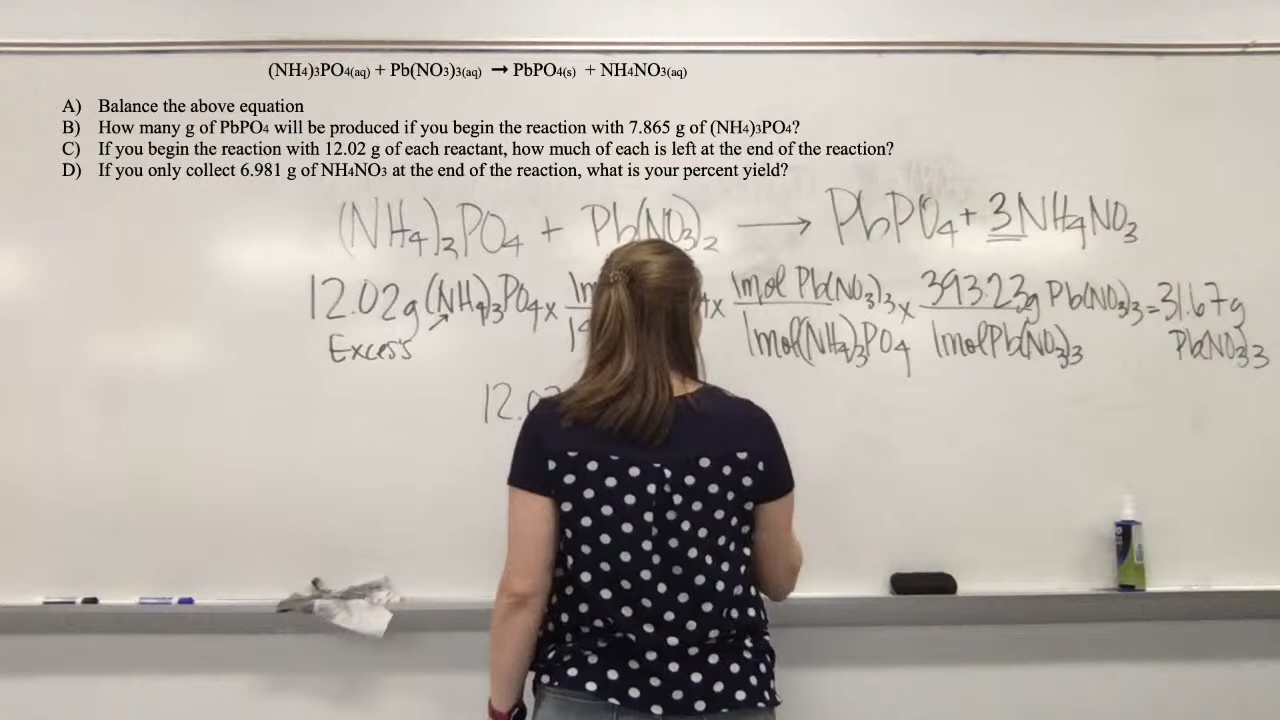 (NH4)3PO4(aq) + Pb(NO3)3(aq) → PbPO4(s) + NH4NO3(aq)
A) Balance the above equation
B) How many g of PbPO4 will be produced if you begin the reaction with 7.865 g of (NH4)3PO4?
C) If you begin the reaction with 12.02 g of each reactant, how much of each is left at the end of the reaction?
D) If you only collect 6.981 g of NH4NO3 at the end of the reaction, what is your percent yield?
(NH4)3PO4 + Pb(NO3)2 → PbPO4 + 3NH4NO3
12.02g (NH4)3PO4 x 1m x 1mol Pb(NO3)3 x 393.23g Pb(NO3)3 = 31.67g
Excess 1mol(NH4)3PO4 1molPb(NO3)3 Pb(NO3)3
12.0